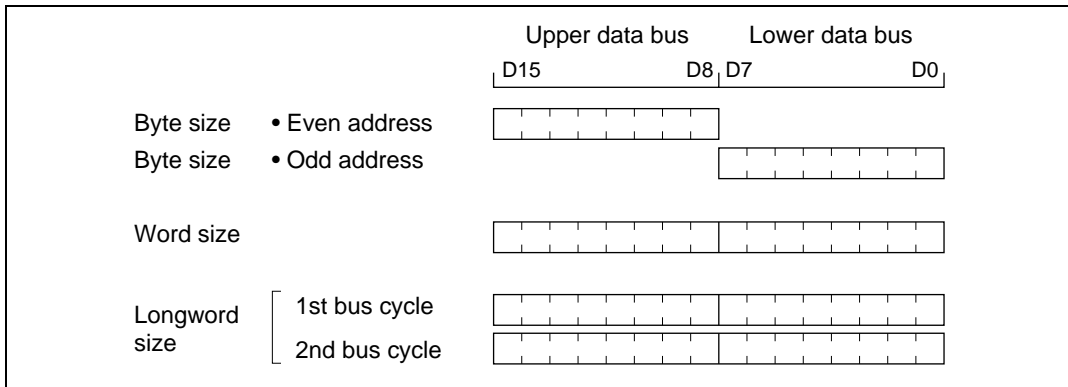 Upper data bus Lower data bus
D15 D8 D7 D0
Byte size • Even address
Byte size • Odd address
Word size
Longword size
1st bus cycle
2nd bus cycle